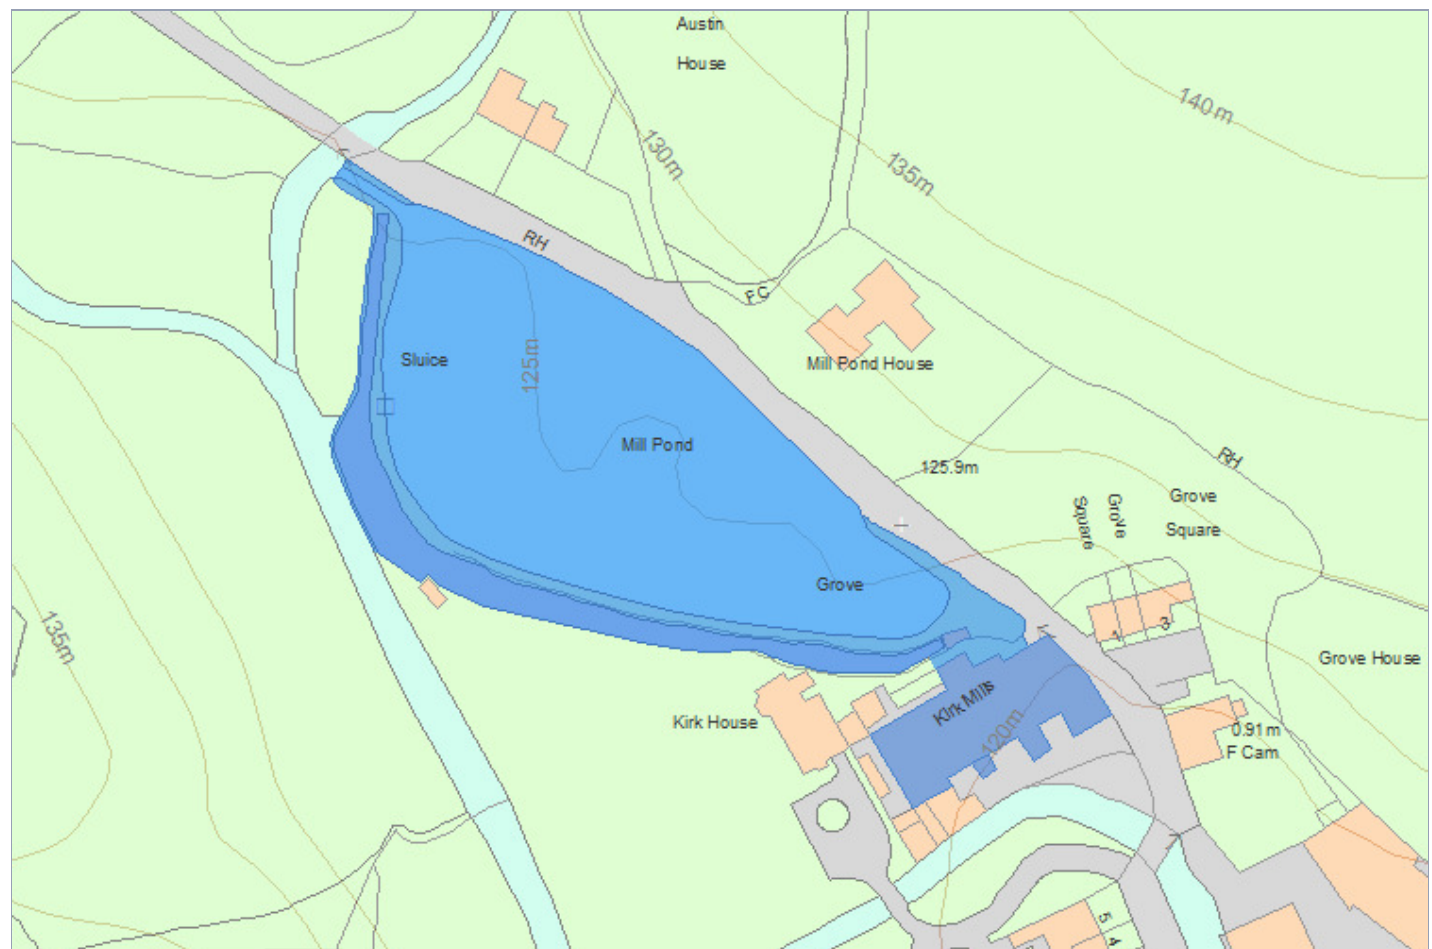 Austin
House
140m
130m
135m
RH
FC
Sluice
125m
Mill Pond House
Mill Pond
125.9m
RH
Grove
Square
Grove
Square
Grove
1
3
135m
Grove House
Kirk Mills
Kirk House
120m
0.91m
F Cam
5
4